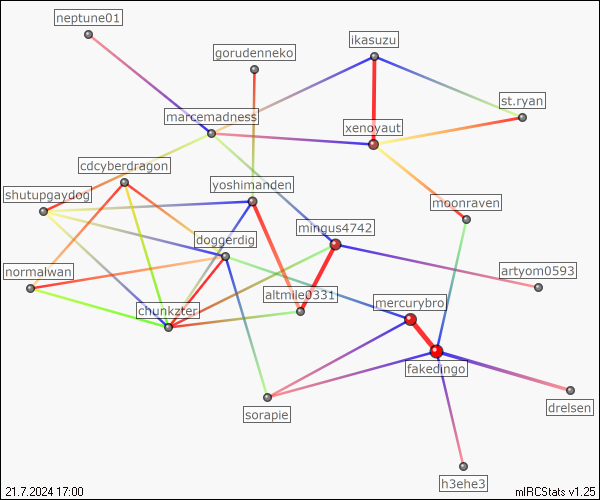 neptune01
ikasuzu
gorudenneko
st.ryan
marcemadness
xenoyaut
cdcyberdragon
shutupgaydog
yoshimanden
moonraven
mingus4742
doggerdig
normalwan
artyom0593
altmile0331
mercurybro
chunkzter
fakedingo
sorapie
drelsen
h3ehe3
21.7.2024 17:00
mIRCStats v1.25